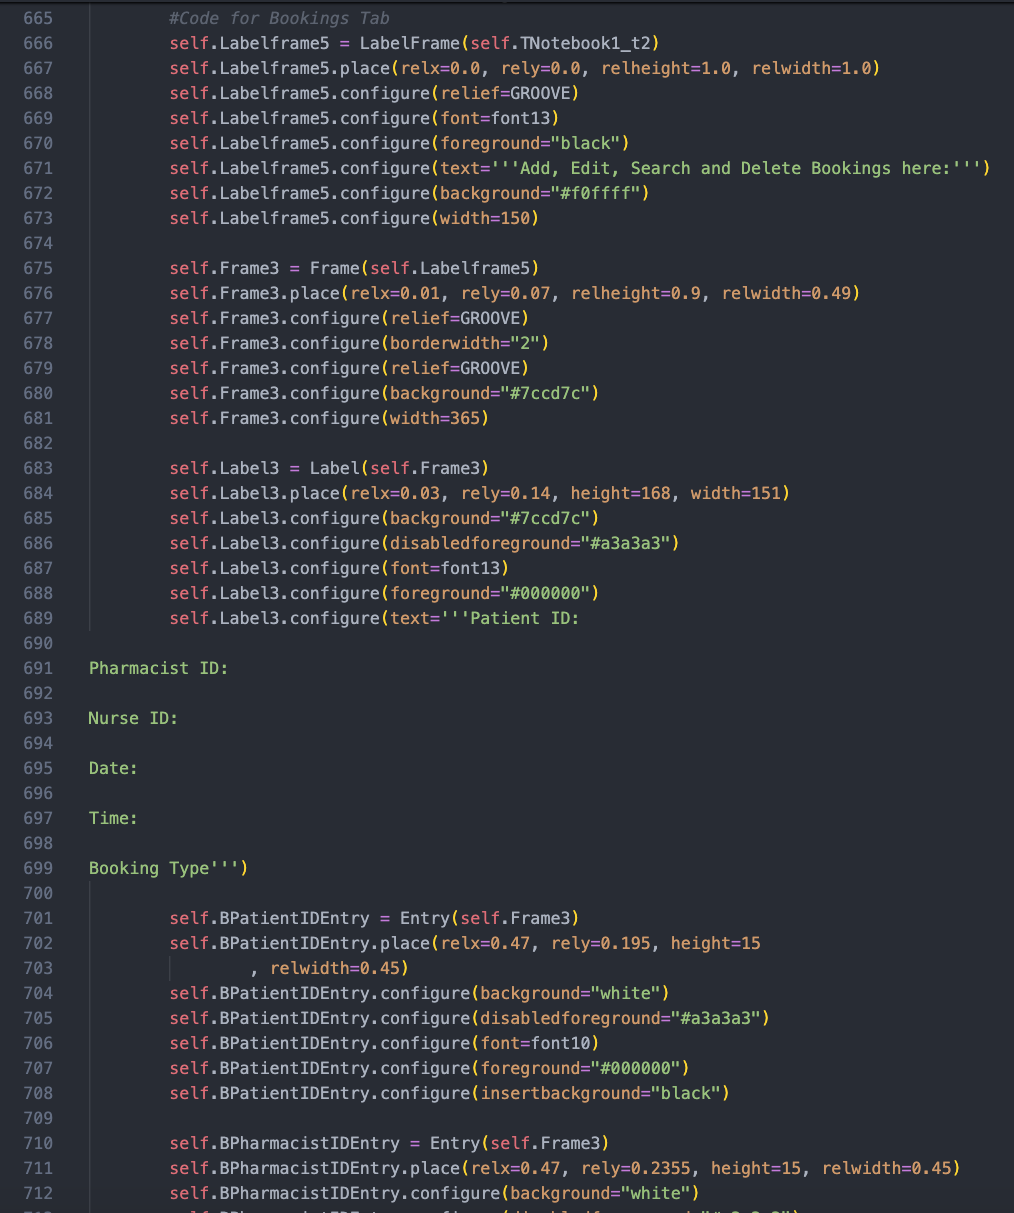 665 #Code for Bookings Tab
666 self.Labelframe5 = LabelFrame(self.TNotebook1_t2)
667 self.Labelframe5.place(relx=0.0, rely=0.0, relheight=1.0, relwidth=1.0)
668 self.Labelframe5.configure(relief=GROOVE)
669 self.Labelframe5.configure(font=font13)
670 self.Labelframe5.configure(foreground="black")
671 self.Labelframe5.configure(text='''Add, Edit, Search and Delete Bookings here:''')
672 self.Labelframe5.configure(background="#f0ffff")
673 self.Labelframe5.configure(width=150)
674
675 self.Frame3 = Frame(self.Labelframe5)
676 self.Frame3.place(relx=0.01, rely=0.07, relheight=0.9, relwidth=0.49)
677 self.Frame3.configure(relief=GROOVE)
678 self.Frame3.configure(borderwidth="2")
679 self.Frame3.configure(relief=GROOVE)
680 self.Frame3.configure(background="#7ccd7c")
681 self.Frame3.configure(width=365)
682
683 self.Label3 = Label(self.Frame3)
684 self.Label3.place(relx=0.03, rely=0.14, height=168, width=151)
685 self.Label3.configure(background="#7ccd7c")
686 self.Label3.configure(disabledforeground="#a3a3a3")
687 self.Label3.configure(font=font13)
688 self.Label3.configure(foreground="#000000")
689 self.Label3.configure(text='''Patient ID:
690
691 Pharmacist ID:
692
693 Nurse ID:
694
695 Date:
696
697 Time:
698
699 Booking Type''')
700
701 self.BPatientIDEntry = Entry(self.Frame3)
702 self.BPatientIDEntry.place(relx=0.47, rely=0.195, height=15
703 , relwidth=0.45)
704 self.BPatientIDEntry.configure(background="white")
705 self.BPatientIDEntry.configure(disabledforeground="#a3a3a3")
706 self.BPatientIDEntry.configure(font=font10)
707 self.BPatientIDEntry.configure(foreground="#000000")
708 self.BPatientIDEntry.configure(insertbackground="black")
709
710 self.BPharmacistIDEntry = Entry(self.Frame3)
711 self.BPharmacistIDEntry.place(relx=0.47, rely=0.2355, height=15, relwidth=0.45)
712 self.BPharmacistIDEntry.configure(background="white")